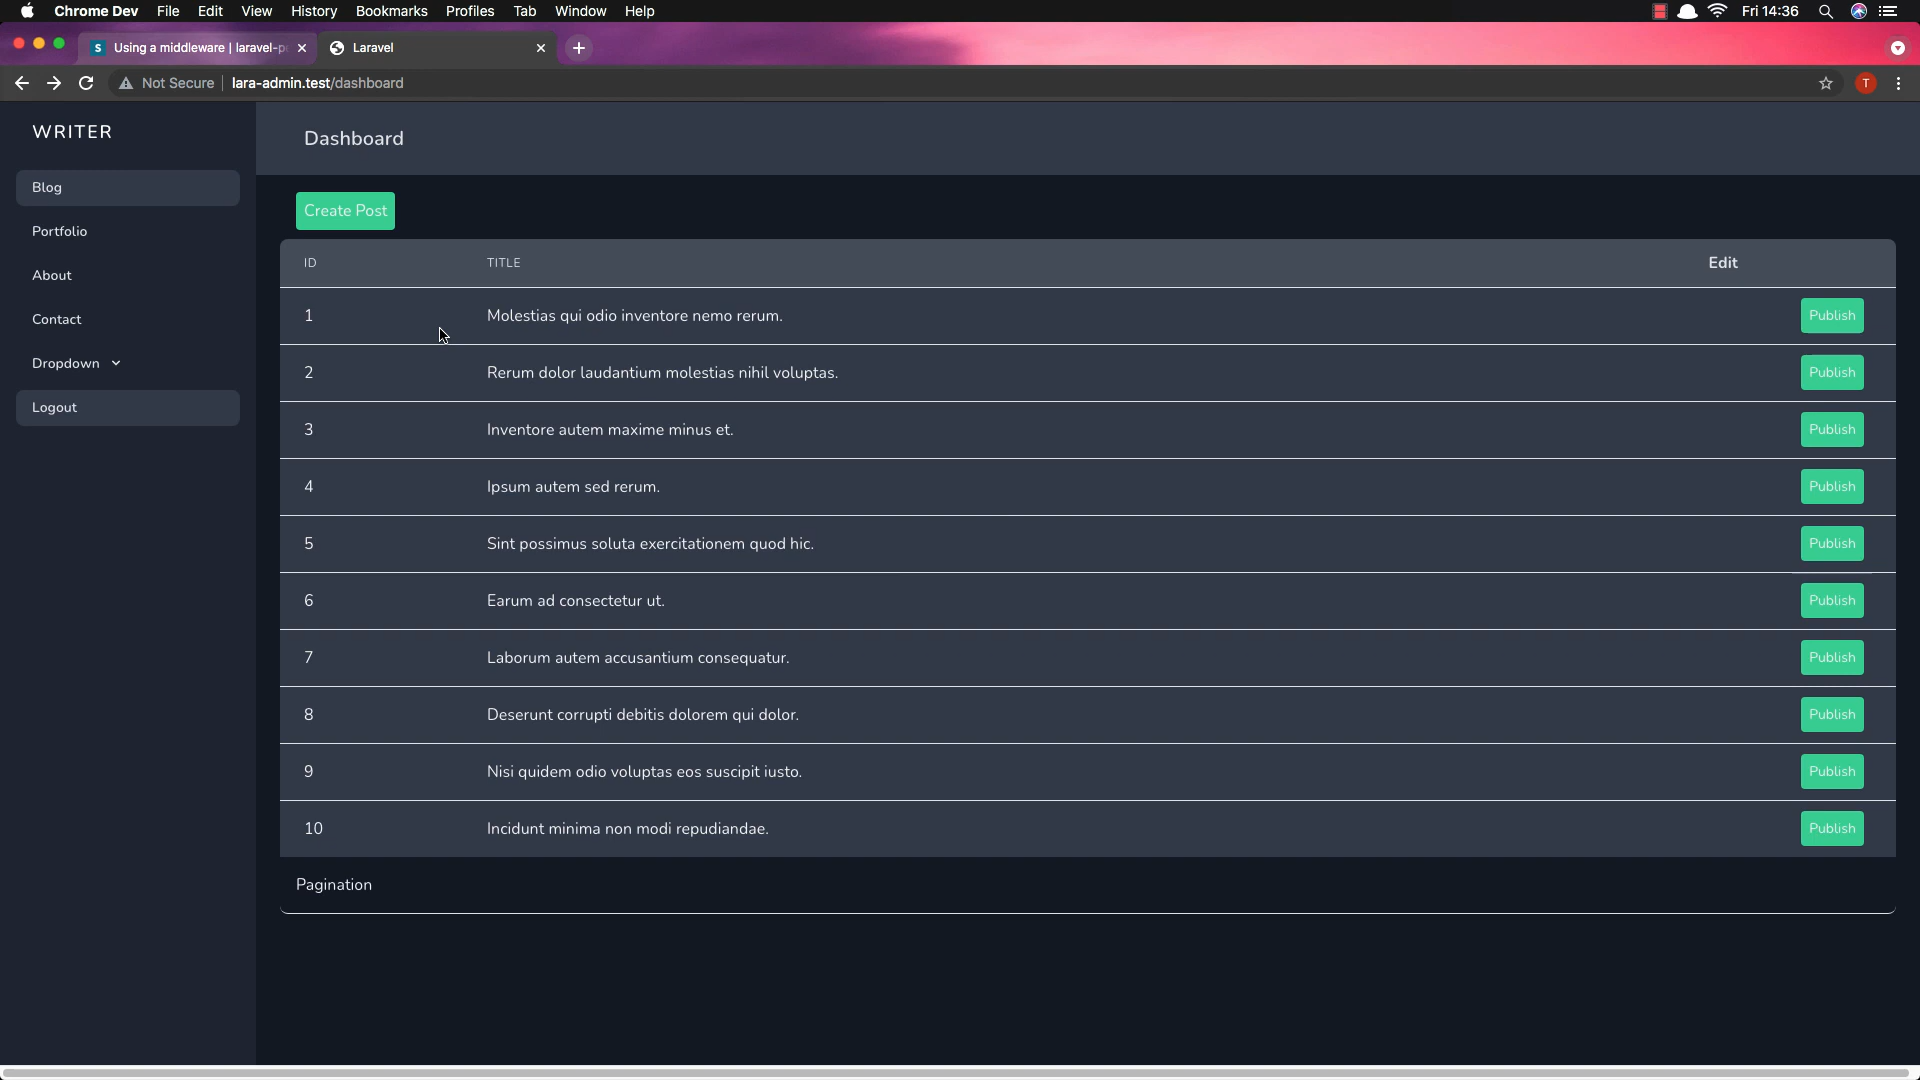 Chrome Dev File Edit View History Bookmarks Profiles Tab Window Help Fri 14:36
S Using a middleware | laravel-p Laravel
Not Secure lara-admin.test/dashboard T
WRITER
Dashboard
Blog
Portfolio
About
Contact
Dropdown
Logout
Create Post
ID TITLE Edit
1 Molestias qui odio inventore nemo rerum. Publish
2 Rerum dolor laudantium molestias nihil voluptas. Publish
3 Inventore autem maxime minus et. Publish
4 Ipsum autem sed rerum. Publish
5 Sint possimus soluta exercitationem quod hic. Publish
6 Earum ad consectetur ut. Publish
7 Laborum autem accusantium consequatur. Publish
8 Deserunt corrupti debitis dolorem qui dolor. Publish
9 Nisi quidem odio voluptas eos suscipit iusto. Publish
10 Incidunt minima non modi repudiandae. Publish
Pagination